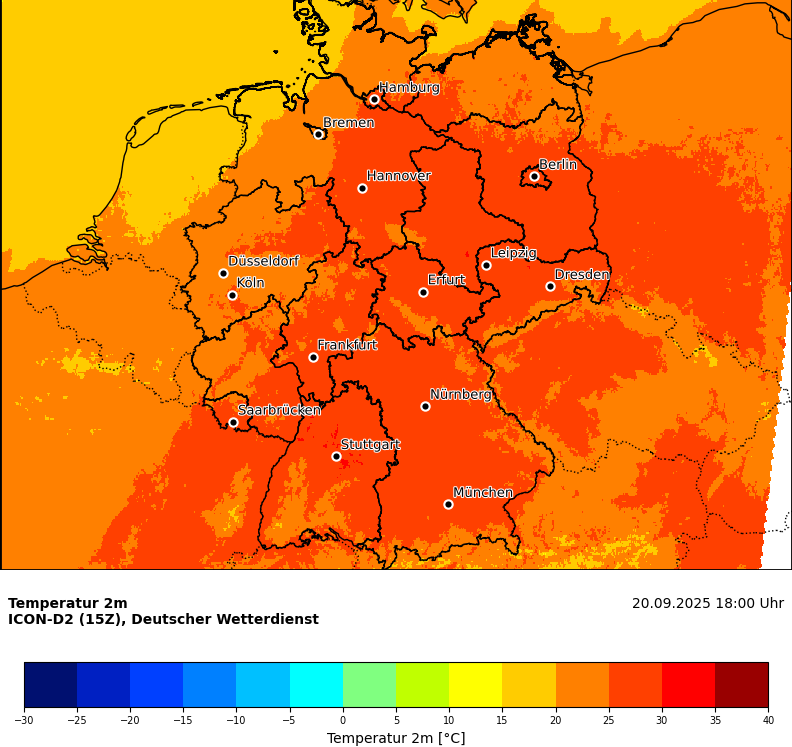 Hamburg
Bremen
Berlin
Hannover
Leipzig
Düsseldorf
Dresden
Erfurt
Köln
Frankfurt
Nürnberg
Saarbrücken
Stuttgart
München
Temperatur 2m
20.09.2025 18:00 Uhr
ICON-D2 (15Z), Deutscher Wetterdienst
−30 −25 −20 −15 −10 −5 0 5 10 15 20 25 30 35 40
Temperatur 2m [°C]